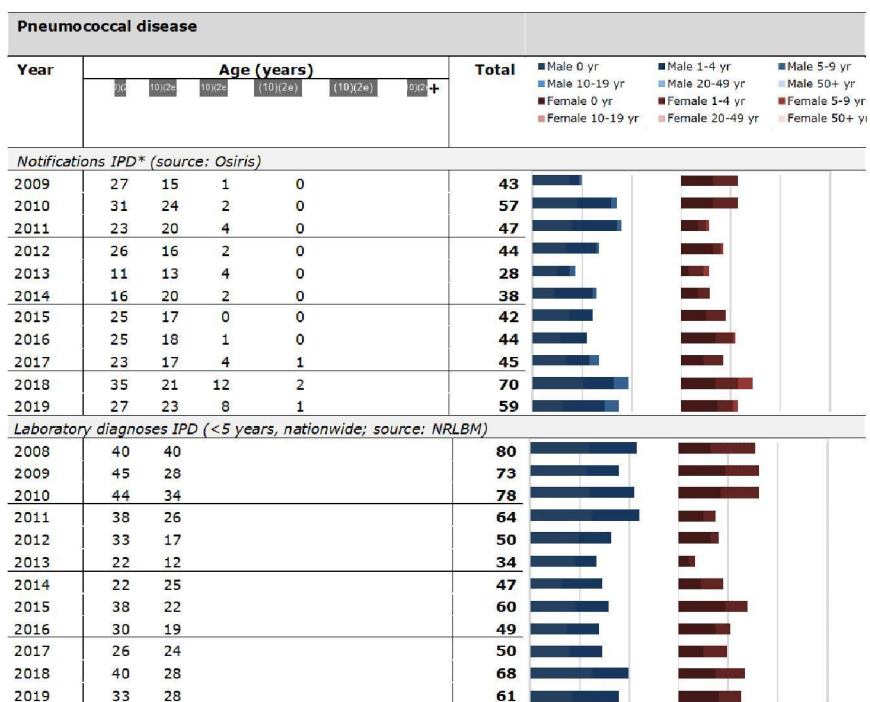 Pneumococcal disease
Year Age (years) Total
(10)(2e) (10)(2e) (10)(2e) (10)(2e) +
Male 0 yr Male 1-4 yr Male 5-9 yr
Male 10-19 yr Male 20-49 yr Male 50+ yr
Female 0 yr Female 1-4 yr Female 5-9 yr
Female 10-19 yr Female 20-49 yr Female 50+ yr
Notifications IPD* (source: Osiris)
2009 27 15 1 0 43
2010 31 24 2 0 57
2011 23 20 4 0 47
2012 26 16 2 0 44
2013 11 13 4 0 28
2014 16 20 2 0 38
2015 25 17 0 0 42
2016 25 18 1 0 44
2017 23 17 4 1 45
2018 35 21 12 2 70
2019 27 23 8 1 59
Laboratory diagnoses IPD (<5 years, nationwide; source: NRLBM)
2008 40 40 80
2009 45 28 73
2010 44 34 78
2011 38 26 64
2012 33 17 50
2013 22 12 34
2014 22 25 47
2015 38 22 60
2016 30 19 49
2017 26 24 50
2018 40 28 68
2019 33 28 61